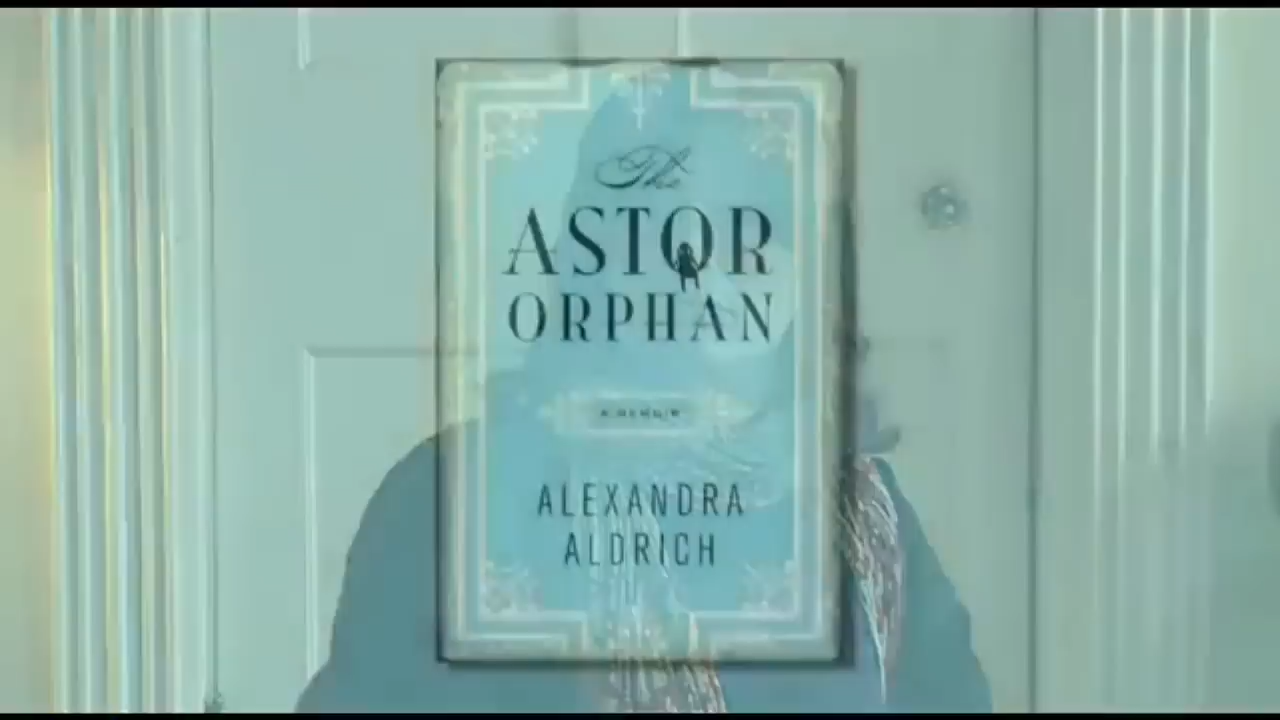 The
ASTOR
ORPHAN
A MEMOIR
ALEXANDRA
ALDRICH